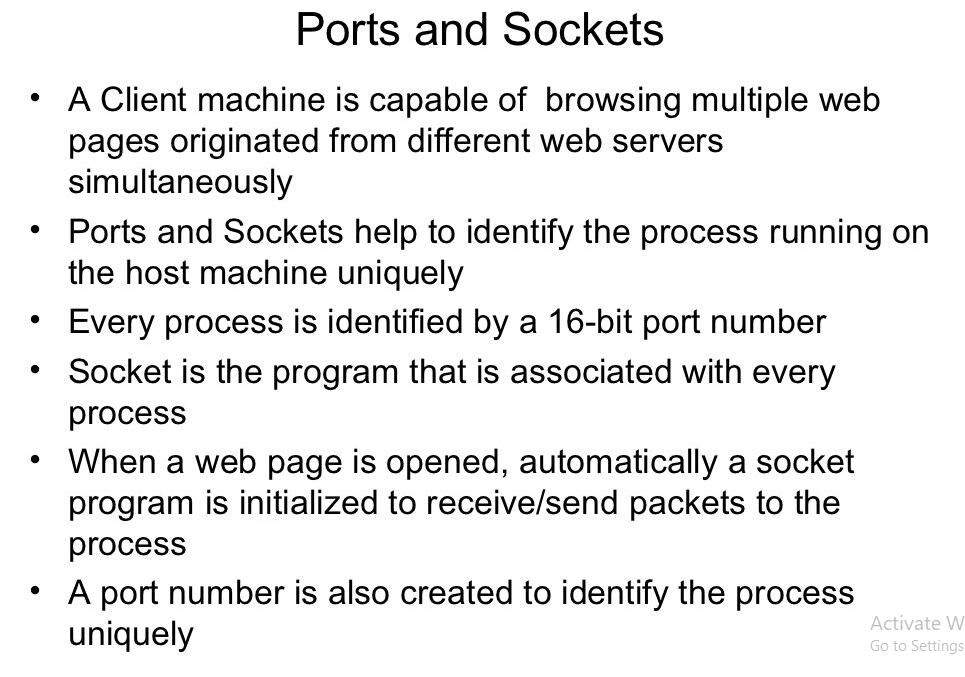 Ports and Sockets
• A Client machine is capable of  browsing multiple web
pages originated from different web servers
simultaneously
• Ports and Sockets help to identify the process running on
the host machine uniquely
• Every process is identified by a 16-bit port number
• Socket is the program that is associated with every
process
• When a web page is opened, automatically a socket
program is initialized to receive/send packets to the
process
• A port number is also created to identify the process
uniquely
Activate W
Go to Settings